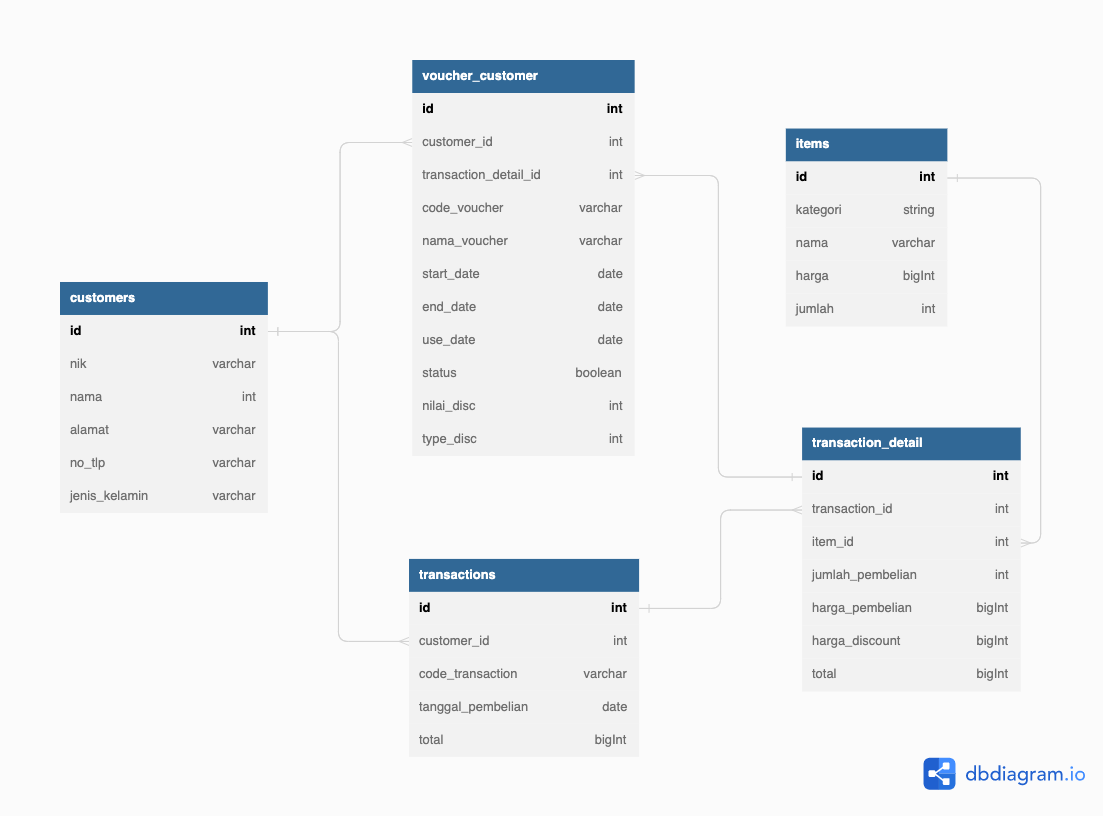 voucher_customer
id int
customer_id int
transaction_detail_id int
code_voucher varchar
nama_voucher varchar
start_date date
end_date date
use_date date
status boolean
nilai_disc int
type_disc int
items
id int
kategori string
nama varchar
harga bigInt
jumlah int
customers
id int
nik varchar
nama int
alamat varchar
no_tlp varchar
jenis_kelamin varchar
transaction_detail
id int
transaction_id int
item_id int
jumlah_pembelian int
harga_pembelian bigInt
harga_discount bigInt
total bigInt
transactions
id int
customer_id int
code_transaction varchar
tanggal_pembelian date
total bigInt
dbdiagram.io